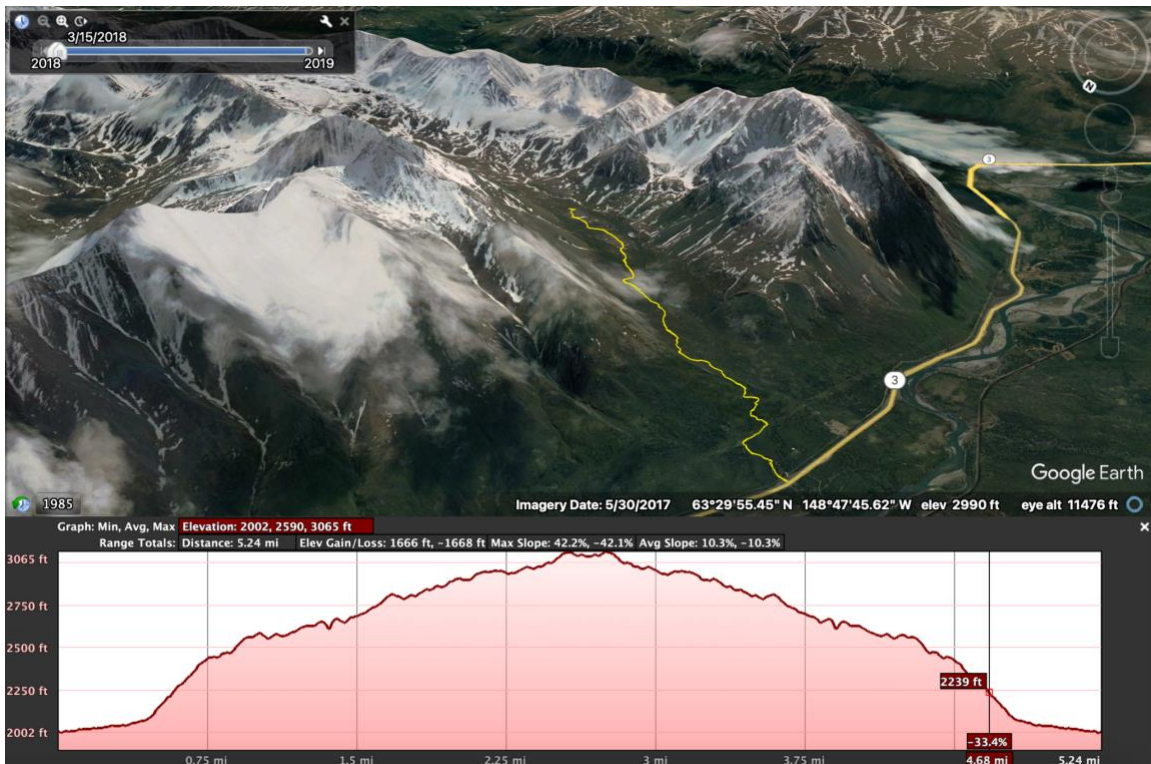 3/15/2018
2018
2019
N
3
3
Google Earth
1985
Imagery Date: 5/30/2017 63°29'55.45" N 148°47'45.62" W elev 2990 ft eye alt 11476 ft
Graph: Min, Avg, Max Elevation: 2002, 2590, 3065 ft
Range Totals: Distance: 5.24 mi Elev Gain/Loss: 1666 ft, -1668 ft Max Slope: 42.2%, -42.1% Avg Slope: 10.3%, -10.3%
3065 ft
2750 ft
2500 ft
2250 ft
2002 ft
2239 ft
-33.4%
0.75 mi 1.5 mi 2.25 mi 3 mi 3.75 mi 4.68 mi 5.24 mi